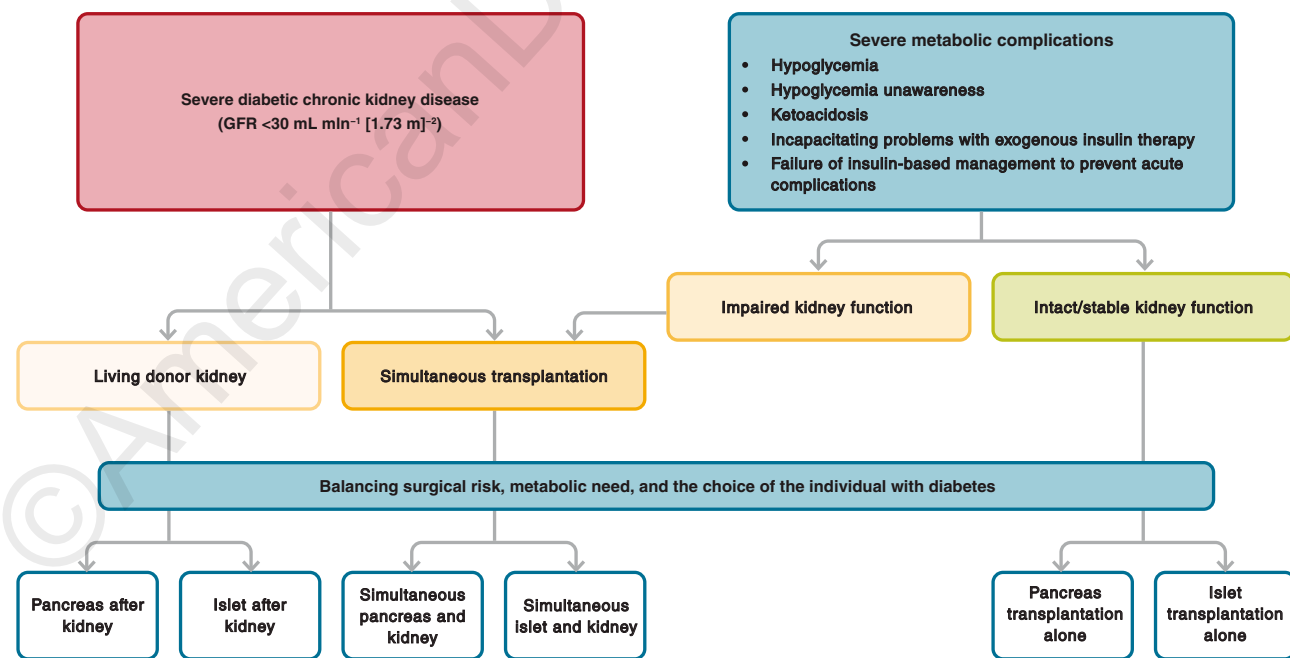 Severe diabetic chronic kidney disease
(GFR <30 mL mln⁻¹ [1.73 m]⁻²)
Severe metabolic complications
• Hypoglycemia
• Hypoglycemia unawareness
• Ketoacidosis
• Incapacitating problems with exogenous insulin therapy
• Failure of insulin-based management to prevent acute
complications
Impaired kidney function
Intact/stable kidney function
Living donor kidney
Simultaneous transplantation
Balancing surgical risk, metabolic need, and the choice of the individual with diabetes
Pancreas after
kidney
Islet after
kidney
Simultaneous
pancreas and
kidney
Simultaneous
islet and kidney
Pancreas
transplantation
alone
Islet
transplantation
alone
©AmericanD